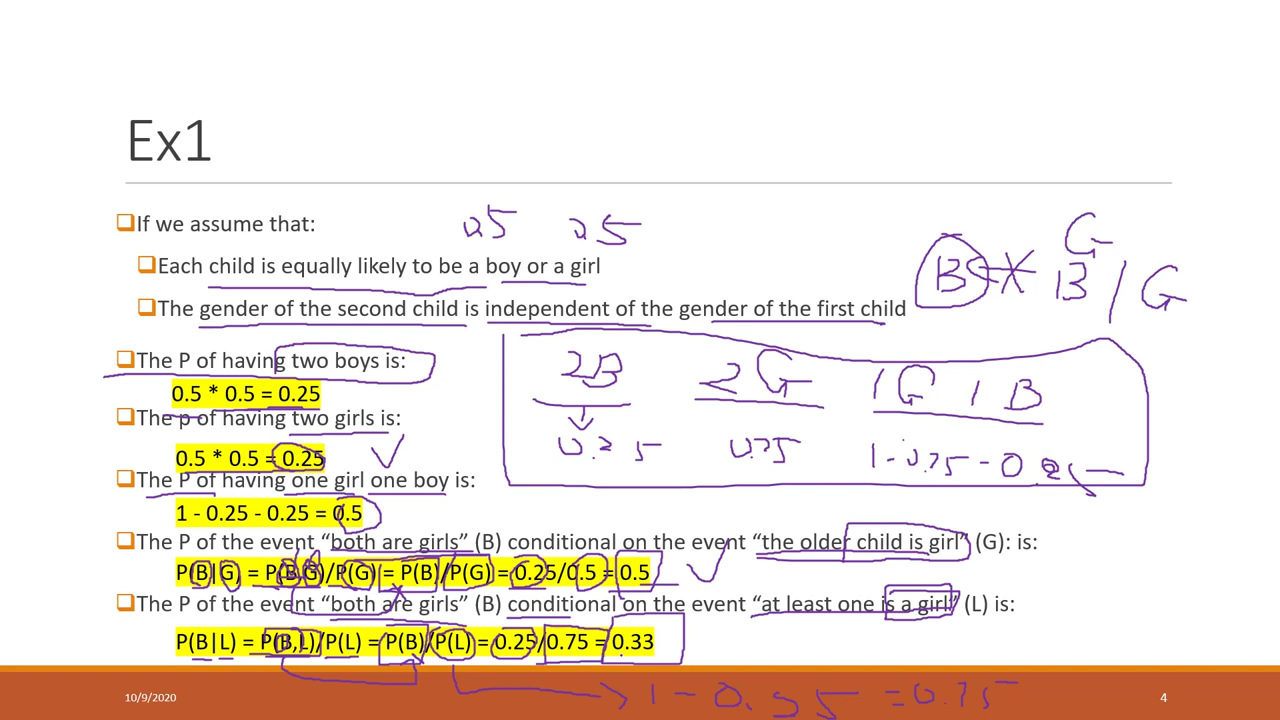 Ex1
If we assume that:
0.5 0.5
Each child is equally likely to be a boy or a girl
G
B B / G
The gender of the second child is independent of the gender of the first child
The P of having two boys is:
2B 2G 1G 1B
0.5 * 0.5 = 0.25
The p of having two girls is:
0.25 0.25 1-0.25-0.25
0.5 * 0.5 = 0.25
The P of having one girl one boy is:
1 - 0.25 - 0.25 = 0.5
The P of the event “both are girls” (B) conditional on the event “the older child is girl” (G): is:
P(B|G) = P(B,G)/P(G) = P(B)/P(G) = 0.25/0.5 = 0.5
The P of the event “both are girls” (B) conditional on the event “at least one is a girl” (L) is:
P(B|L) = P(B,L)/P(L) = P(B)/P(L) = 0.25/0.75 = 0.33
1 - 0.25 = 0.75
10/9/2020 4